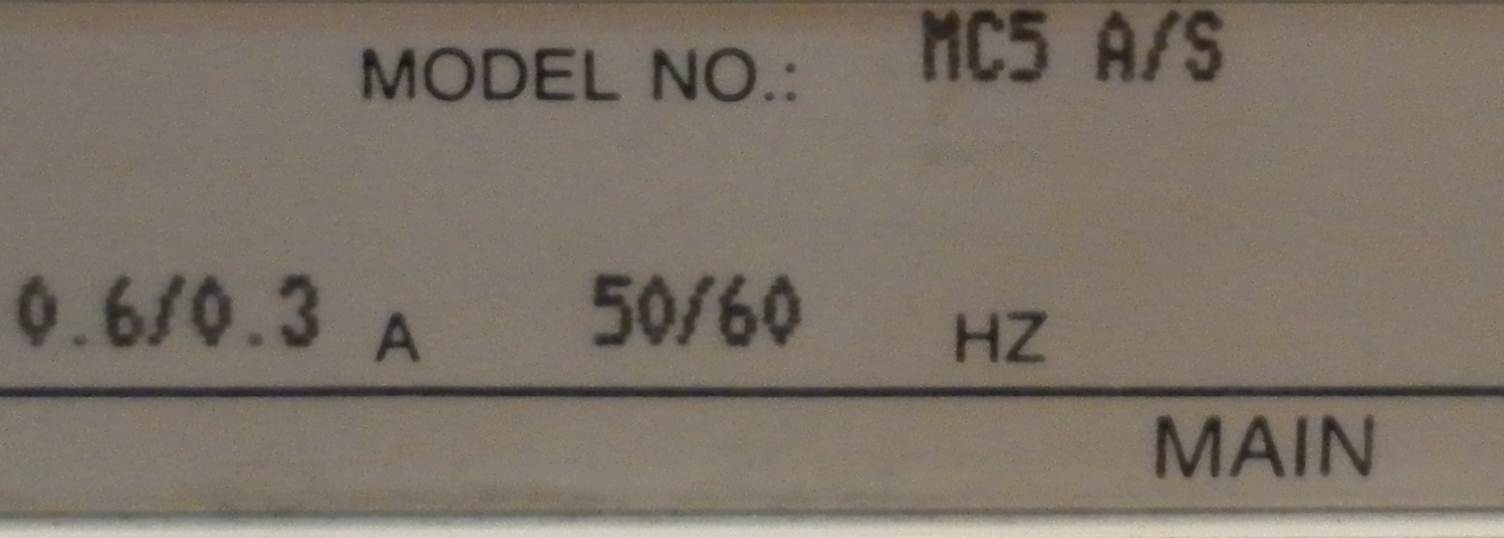 MODEL NO.: MC5 A/S
0.6/0.3 A 50/60 HZ
MAIN